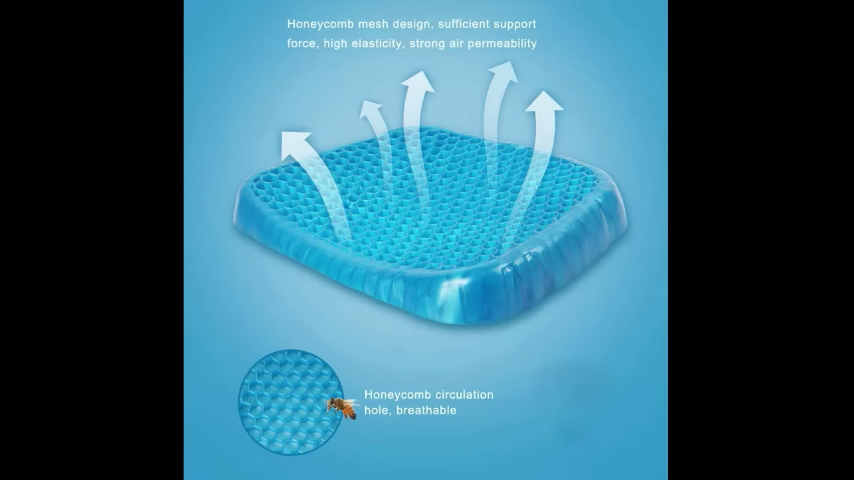 Honeycomb mesh design, sufficient support
force, high elasticity, strong air permeability
Honeycomb circulation
hole, breathable